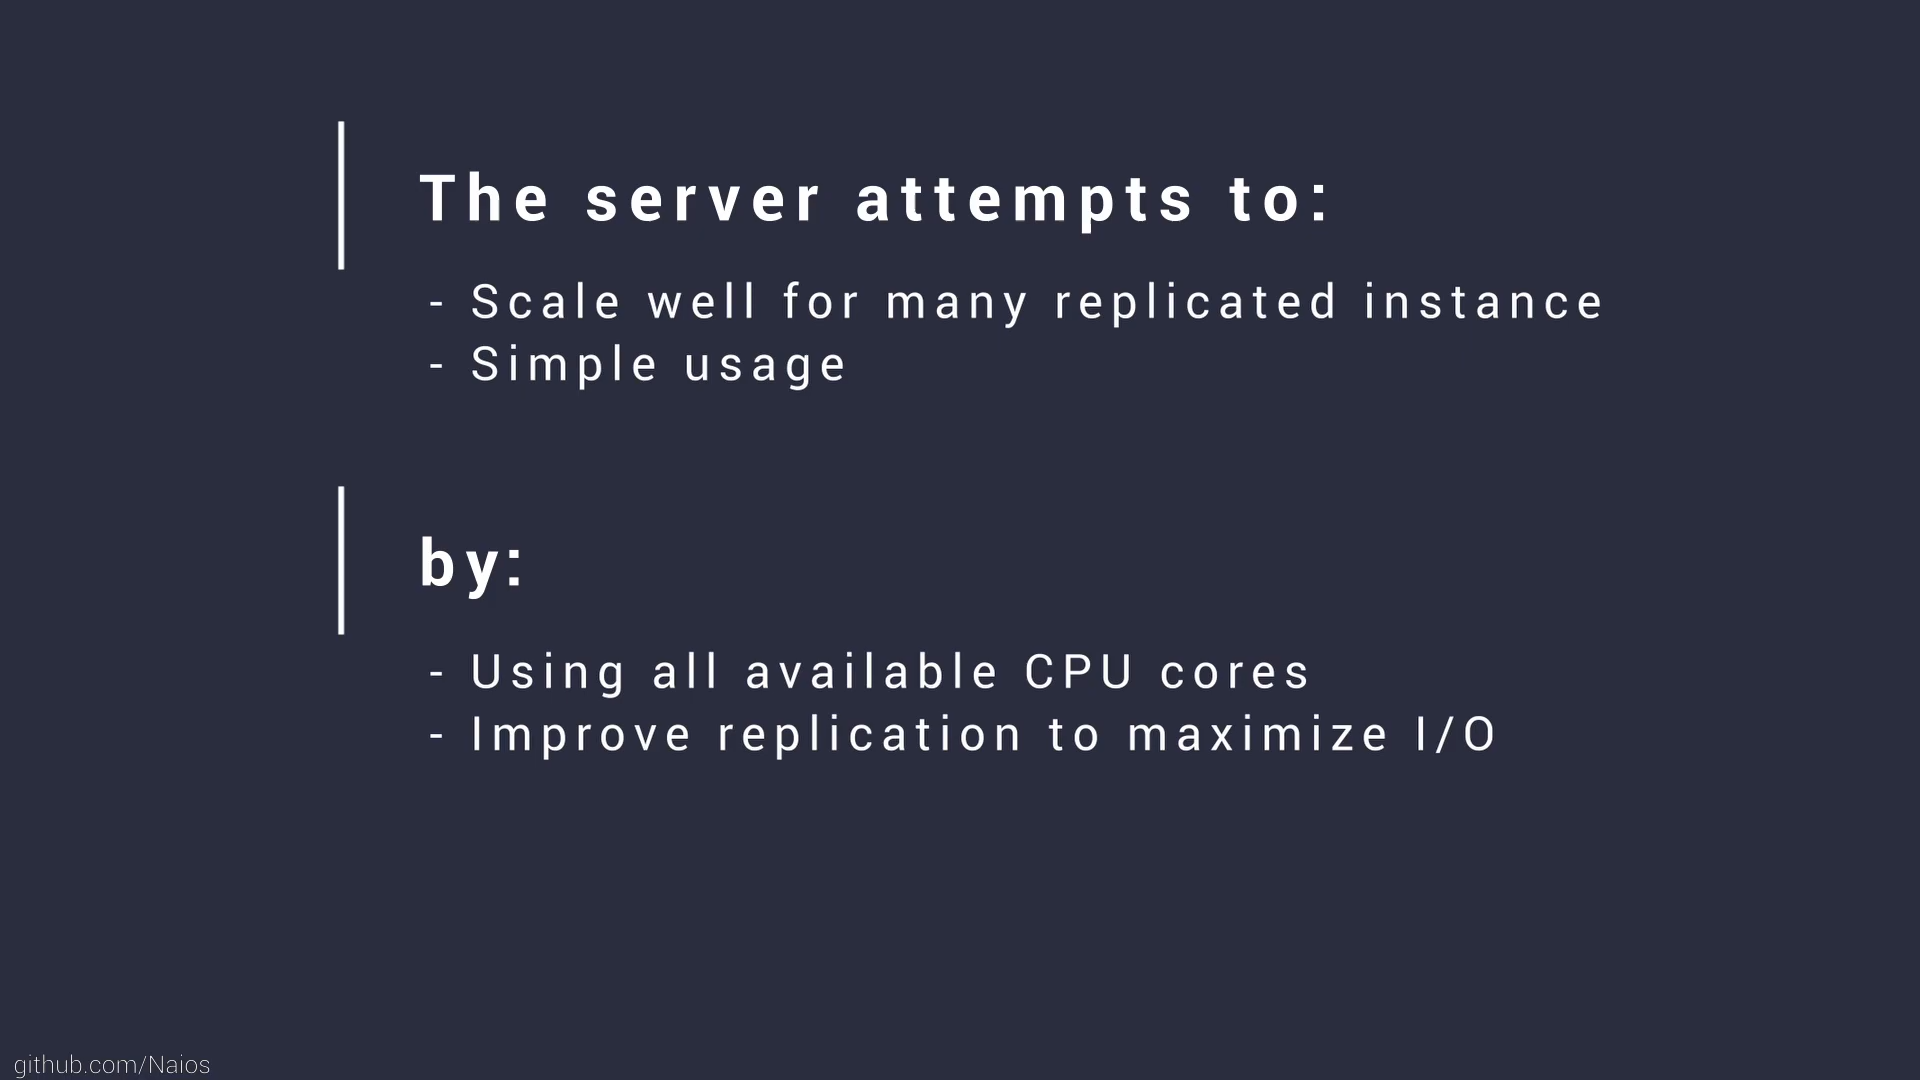 The server attempts to:
- Scale well for many replicated instance
- Simple usage
by:
- Using all available CPU cores
- Improve replication to maximize I/O
github.com/Naios